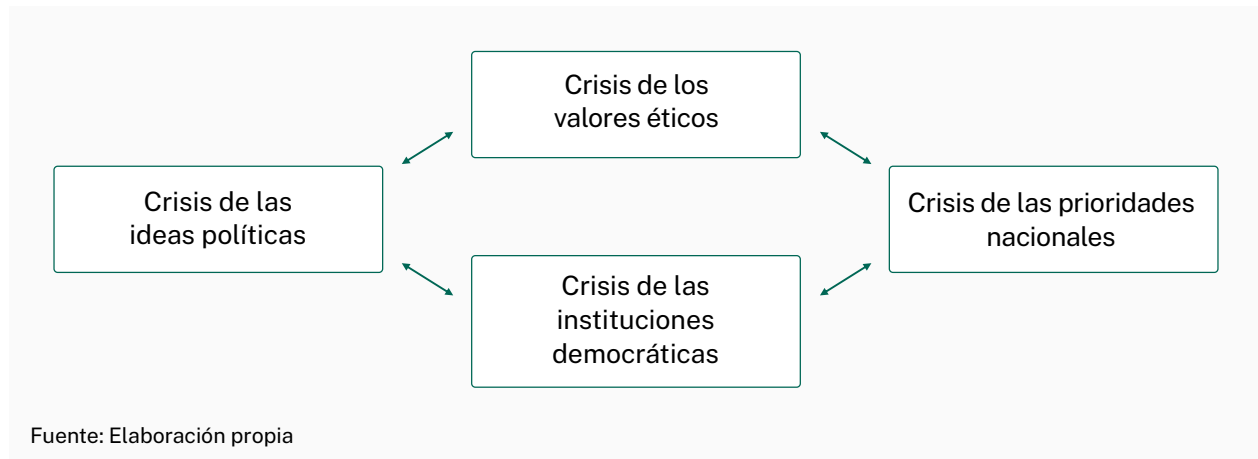 Crisis de los
valores éticos
Crisis de las
ideas políticas
Crisis de las prioridades
nacionales
Crisis de las
instituciones
democráticas
Fuente: Elaboración propia